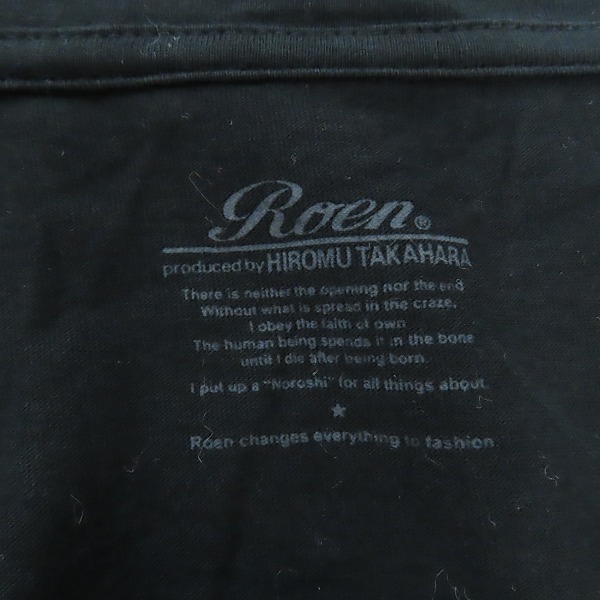 Roen®
produced by HIROMU TAKAHARA
There is neither the opening nor the end
Without what is spread in the craze,
I obey the faith of own
The human being spends it in the bone
until I die after being born.
I put up a "Noroshi" for all things about.
★
Roen changes everything to fashion